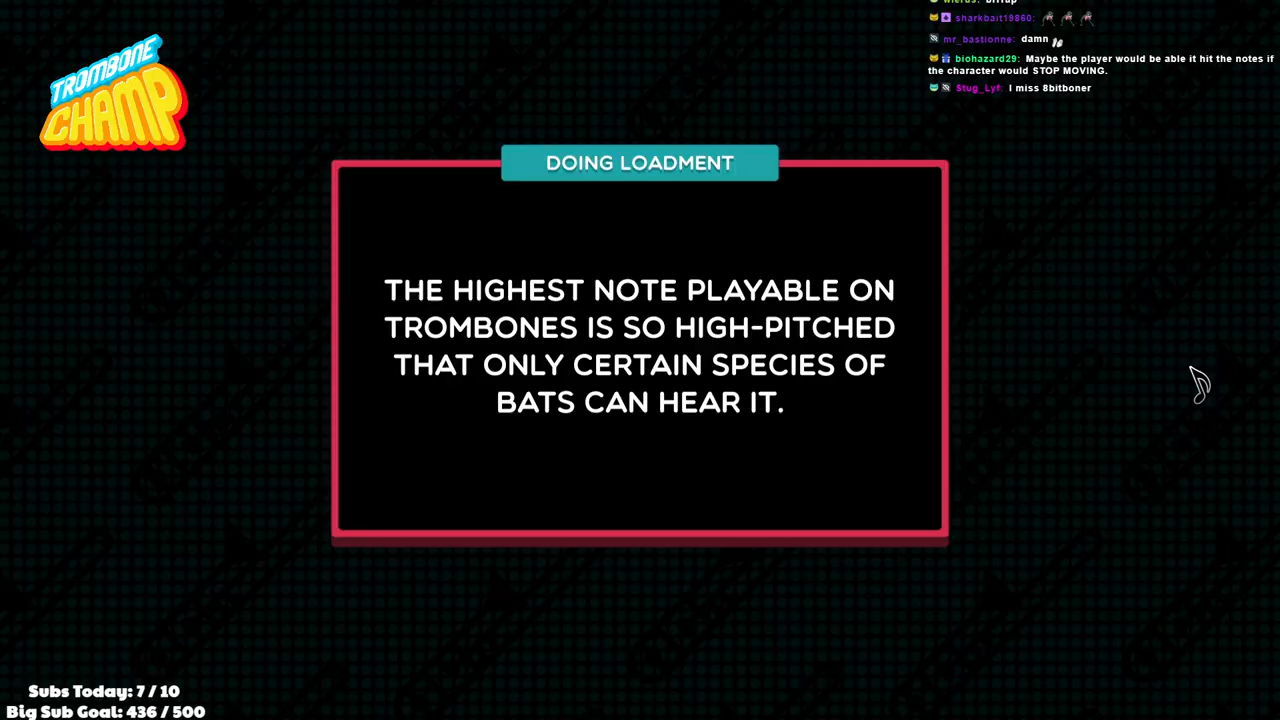 TROMBONE
CHAMP
sharkbait19860:
mr_bastionne: damn
biohazard29: Maybe the player would be able it hit the notes if
the character would STOP MOVING.
Stug_Lyf: I miss 8bitboner
DOING LOADMENT
THE HIGHEST NOTE PLAYABLE ON
TROMBONES IS SO HIGH-PITCHED
THAT ONLY CERTAIN SPECIES OF
BATS CAN HEAR IT.
Subs Today: 7 / 10
Big Sub Goal: 436 / 500